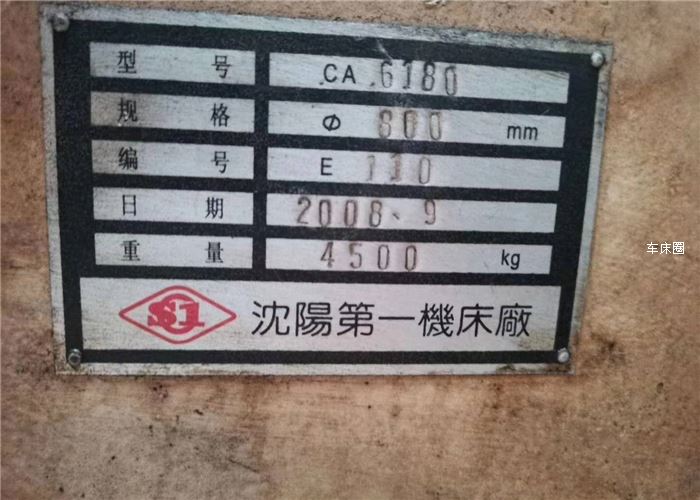 型 号 CA 6180
规 格 Φ 800 mm
编 号 E 110
日 期 2008、9
重 量 4500 kg
S1 沈陽第一機床廠
车床圈